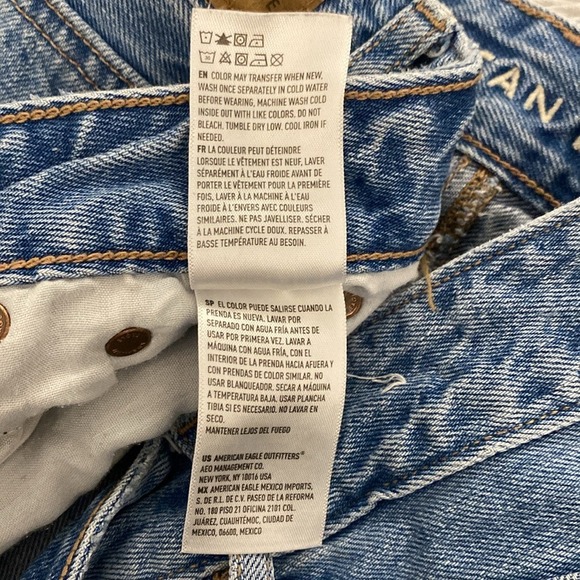 TAN
EN COLOR MAY TRANSFER WHEN NEW,
WASH ONCE SEPARATELY IN COLD WATER
BEFORE WEARING, MACHINE WASH COLD
INSIDE OUT WITH LIKE COLORS. DO NOT
BLEACH. TUMBLE DRY LOW. COOL IRON IF
NEEDED.
FR LA COULEUR PEUT DÉTEINDRE
LORSQUE LE VÊTEMENT EST NEUF, LAVER
SÉPARÉMENT À L'EAU FROIDE AVANT DE
PORTER LE VÊTEMENT POUR LA PREMIÈRE
FOIS, LAVER À LA MACHINE À L'EAU
FROIDE À L'ENVERS AVEC COULEURS
SIMILAIRES. NE PAS JAVELLISER. SÉCHER
À LA MACHINE CYCLE DOUX. REPASSER À
BASSE TEMPÉRATURE AU BESOIN.
SP EL COLOR PUEDE SALIRSE CUANDO LA
PRENDA ES NUEVO. LAVAR POR
SEPARADO CON AGUA FRÍA ANTES DE
USAR POR PRIMERA VEZ. LAVAR A
MÁQUINA CON AGUA FRÍA, CON EL
INTERIOR DE LA PRENDA HACIA AFUERA Y
CON PRENDAS DE COLOR SIMILAR. NO
USAR BLANQUEADOR. SECAR A MÁQUINA
A TEMPERATURA BAJA. USAR PLANCHA
TIBIA SI ES NECESARIO. NO LAVAR EN
SECO.
MANTENER LEJOS DEL FUEGO
US AMERICAN EAGLE OUTFITTERS®
AEO MANAGEMENT CO.
NEW YORK, NY 10016 USA
MX AMERICAN EAGLE MEXICO IMPORTS,
S. DE R.L. DE C.V. PASEO DE LA REFORMA
NO. 180 PISO 21 OFICINA 2101 COL.
JUÁREZ, CUAUHTÉMOC, CIUDAD DE
MÉXICO, 06600, MEXICO